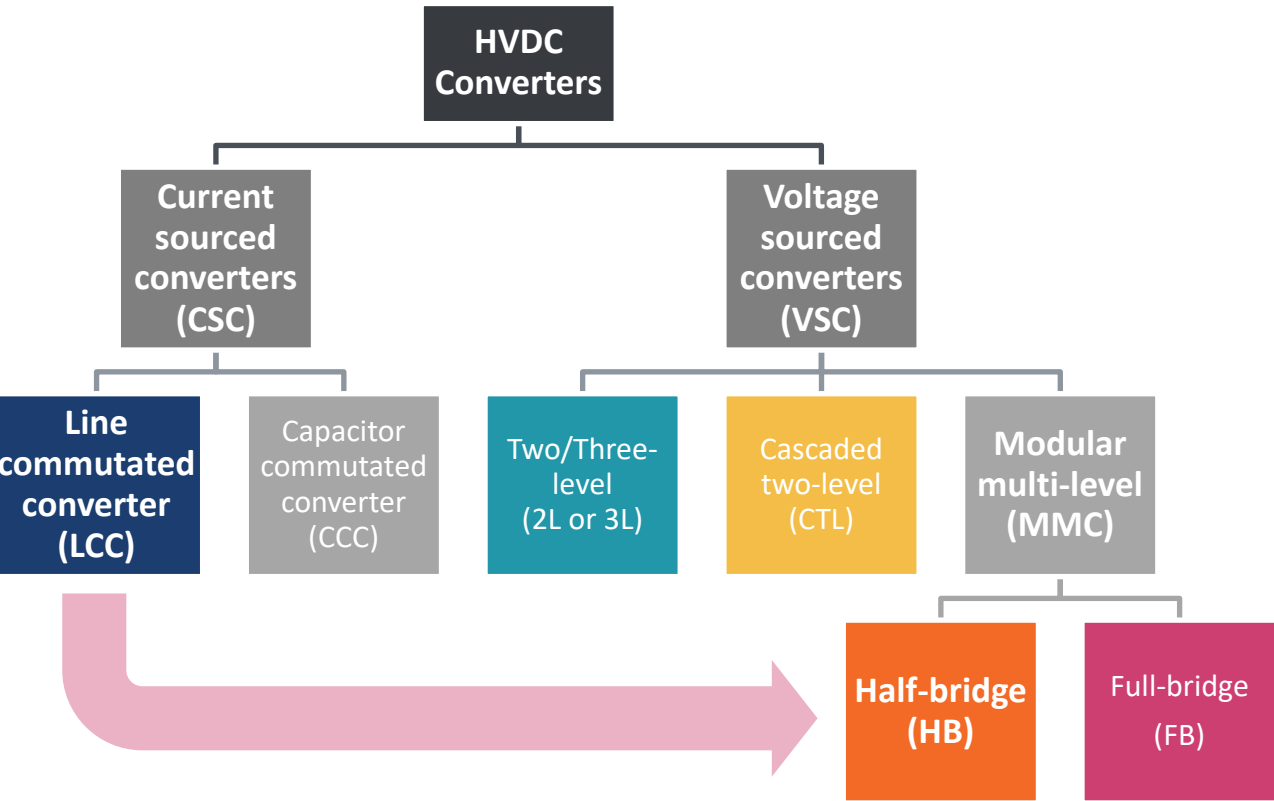 HVDC
Converters
Current
sourced
converters
(CSC)
Voltage
sourced
converters
(VSC)
Line
commutated
converter
(LCC)
Capacitor
commutated
converter
(CCC)
Two/Three-
level
(2L or 3L)
Cascaded
two-level
(CTL)
Modular
multi-level
(MMC)
Half-bridge
(HB)
Full-bridge
(FB)